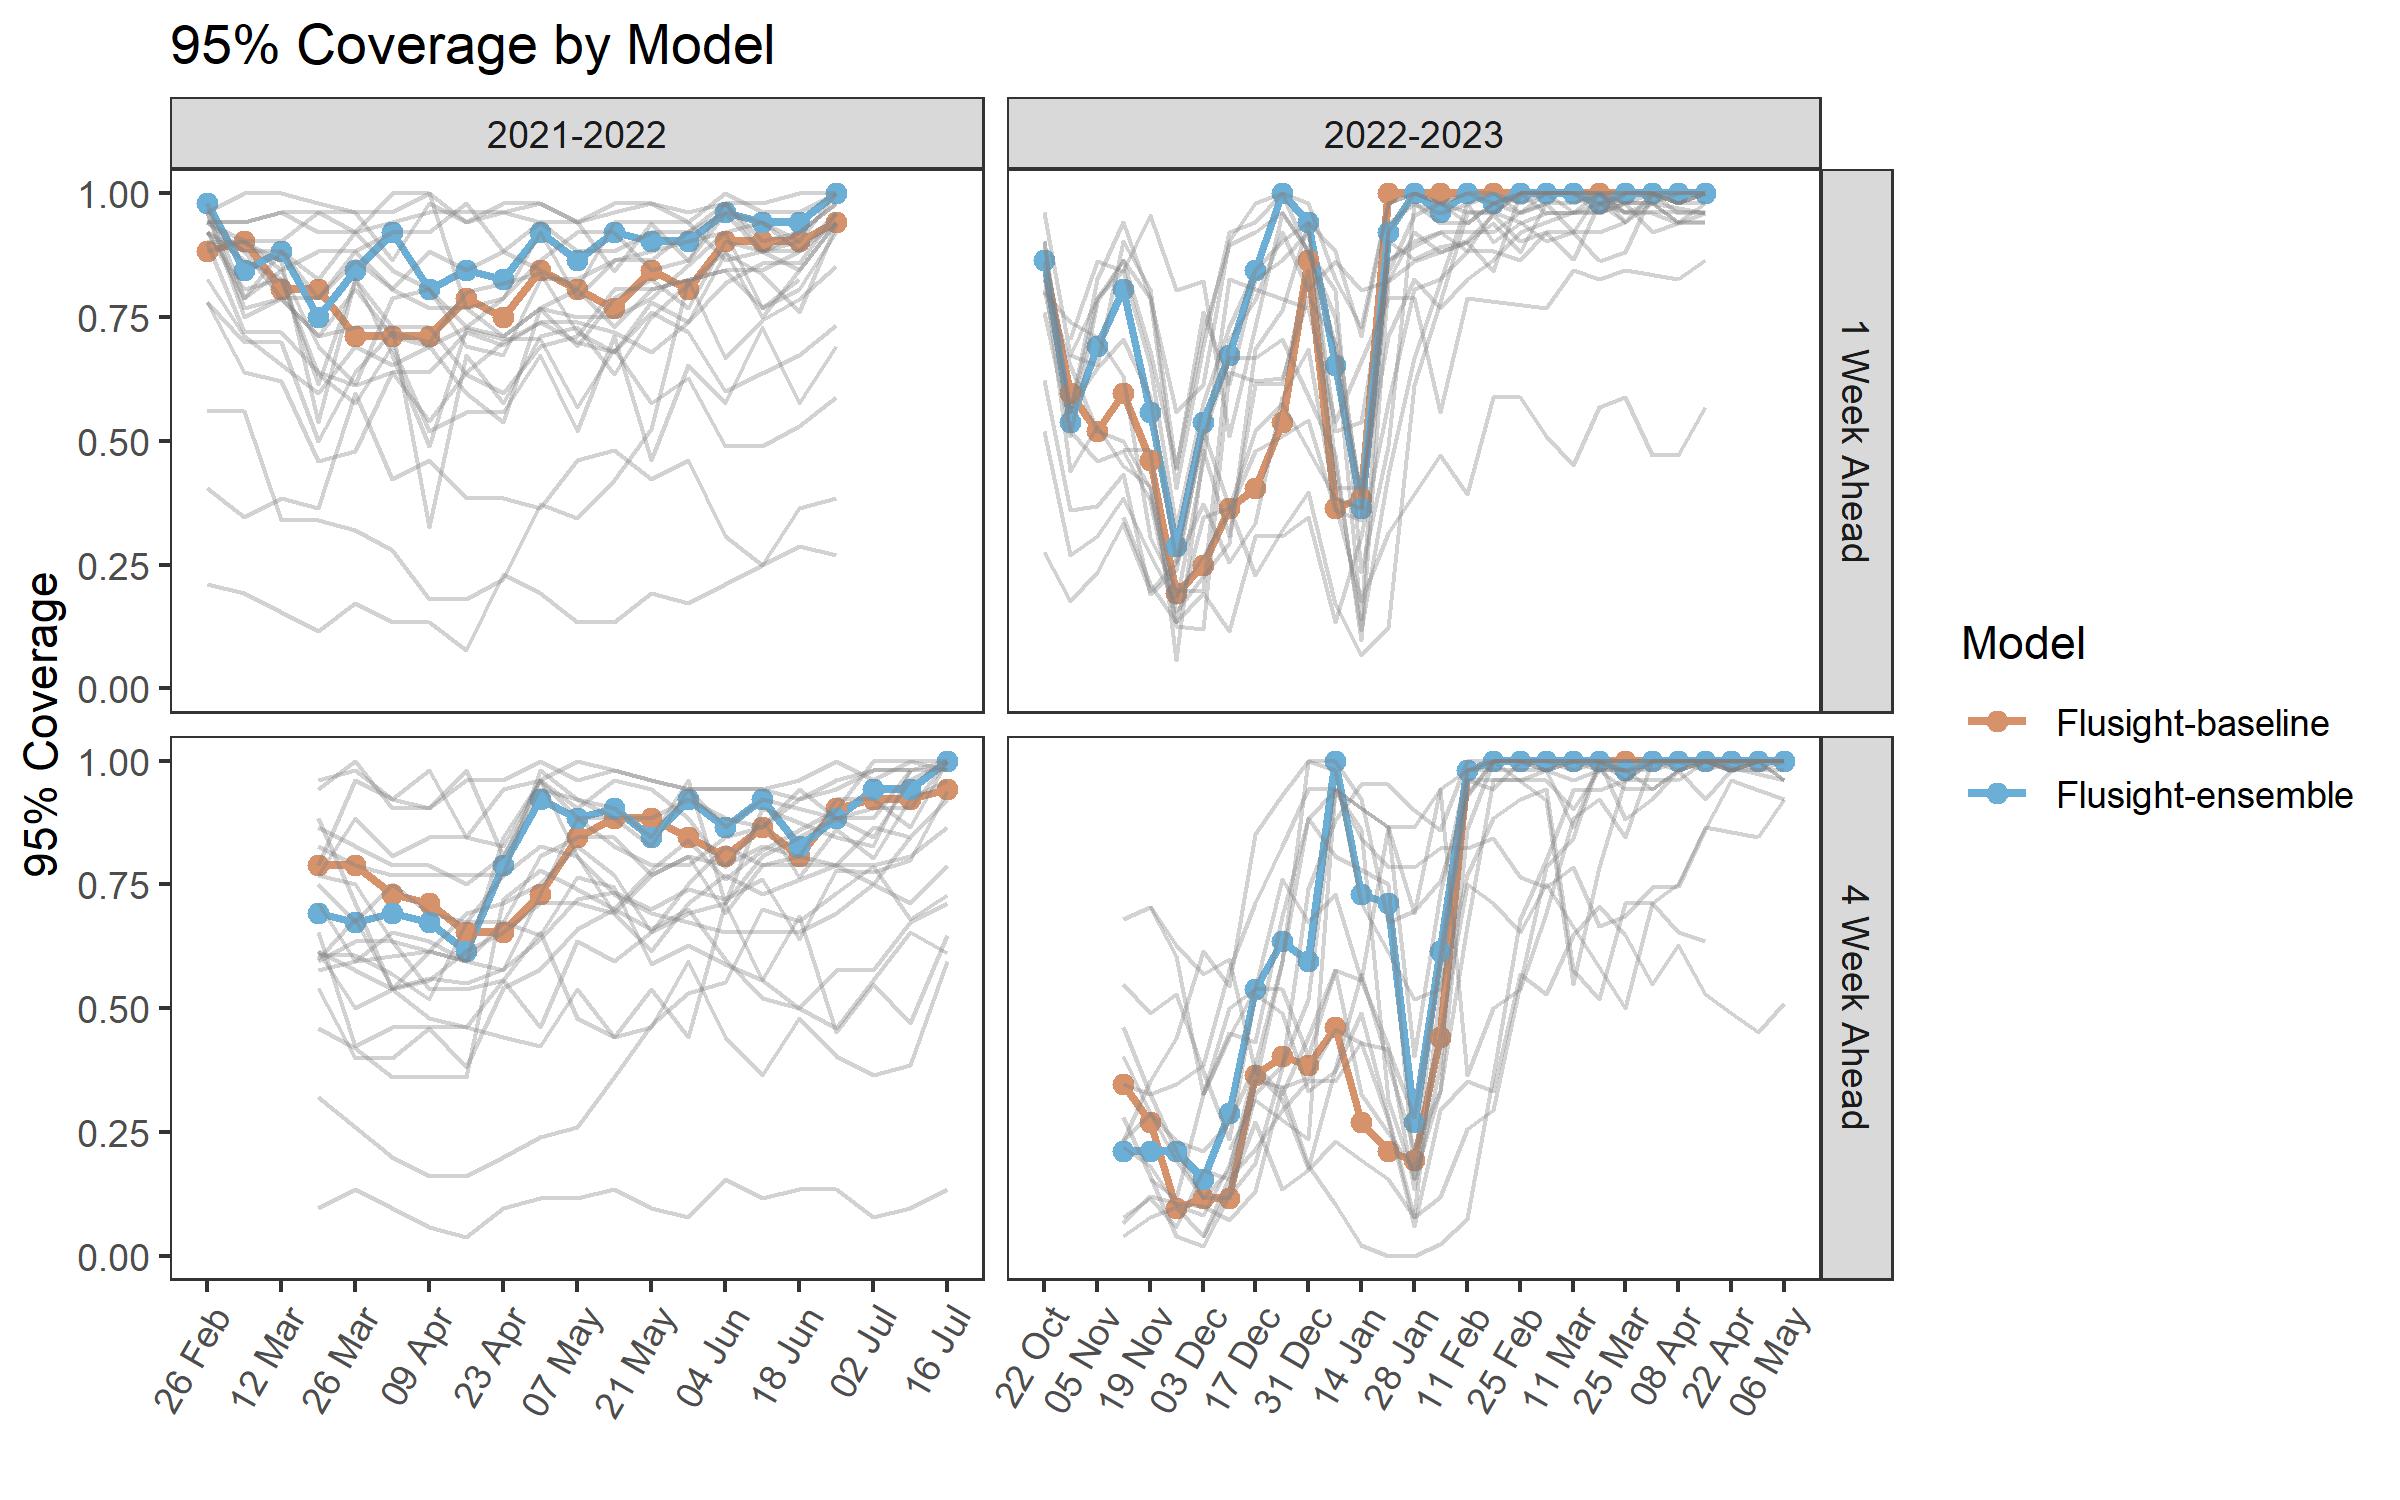 95% Coverage by Model
2021-2022
2022-2023
1.00
0.75
0.50
0.25
0.00
1 Week Ahead
95% Coverage
1.00
0.75
0.50
0.25
0.00
4 Week Ahead
26 Feb
12 Mar
26 Mar
09 Apr
23 Apr
07 May
21 May
04 Jun
18 Jun
02 Jul
16 Jul
22 Oct
05 Nov
19 Nov
03 Dec
17 Dec
31 Dec
14 Jan
28 Jan
11 Feb
25 Feb
11 Mar
25 Mar
08 Apr
22 Apr
06 May
Model
Flusight-baseline
Flusight-ensemble